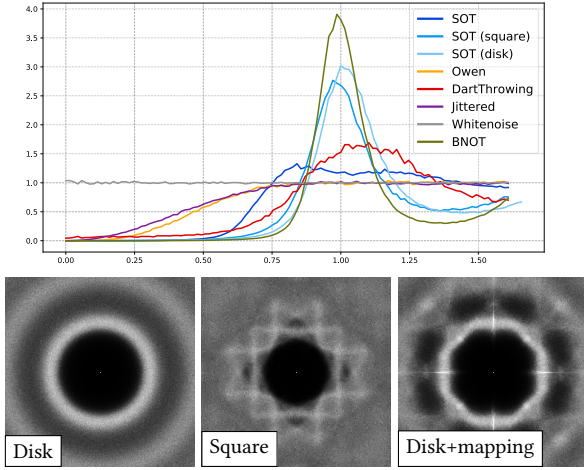 4.0
3.5
3.0
2.5
2.0
1.5
1.0
0.5
0.0
0.00
0.25
0.50
0.75
1.00
1.25
1.50
SOT
SOT (square)
SOT (disk)
Owen
DartThrowing
Jittered
Whitenoise
BNOT
Disk
Square
Disk+mapping